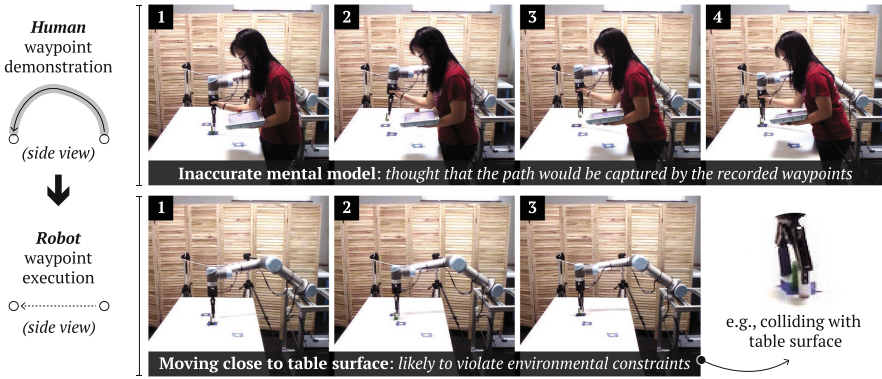 Human
waypoint
demonstration
(side view)
1
2
3
4
Inaccurate mental model: thought that the path would be captured by the recorded waypoints
Robot
waypoint
execution
(side view)
1
2
3
Moving close to table surface: likely to violate environmental constraints
e.g., colliding with
table surface